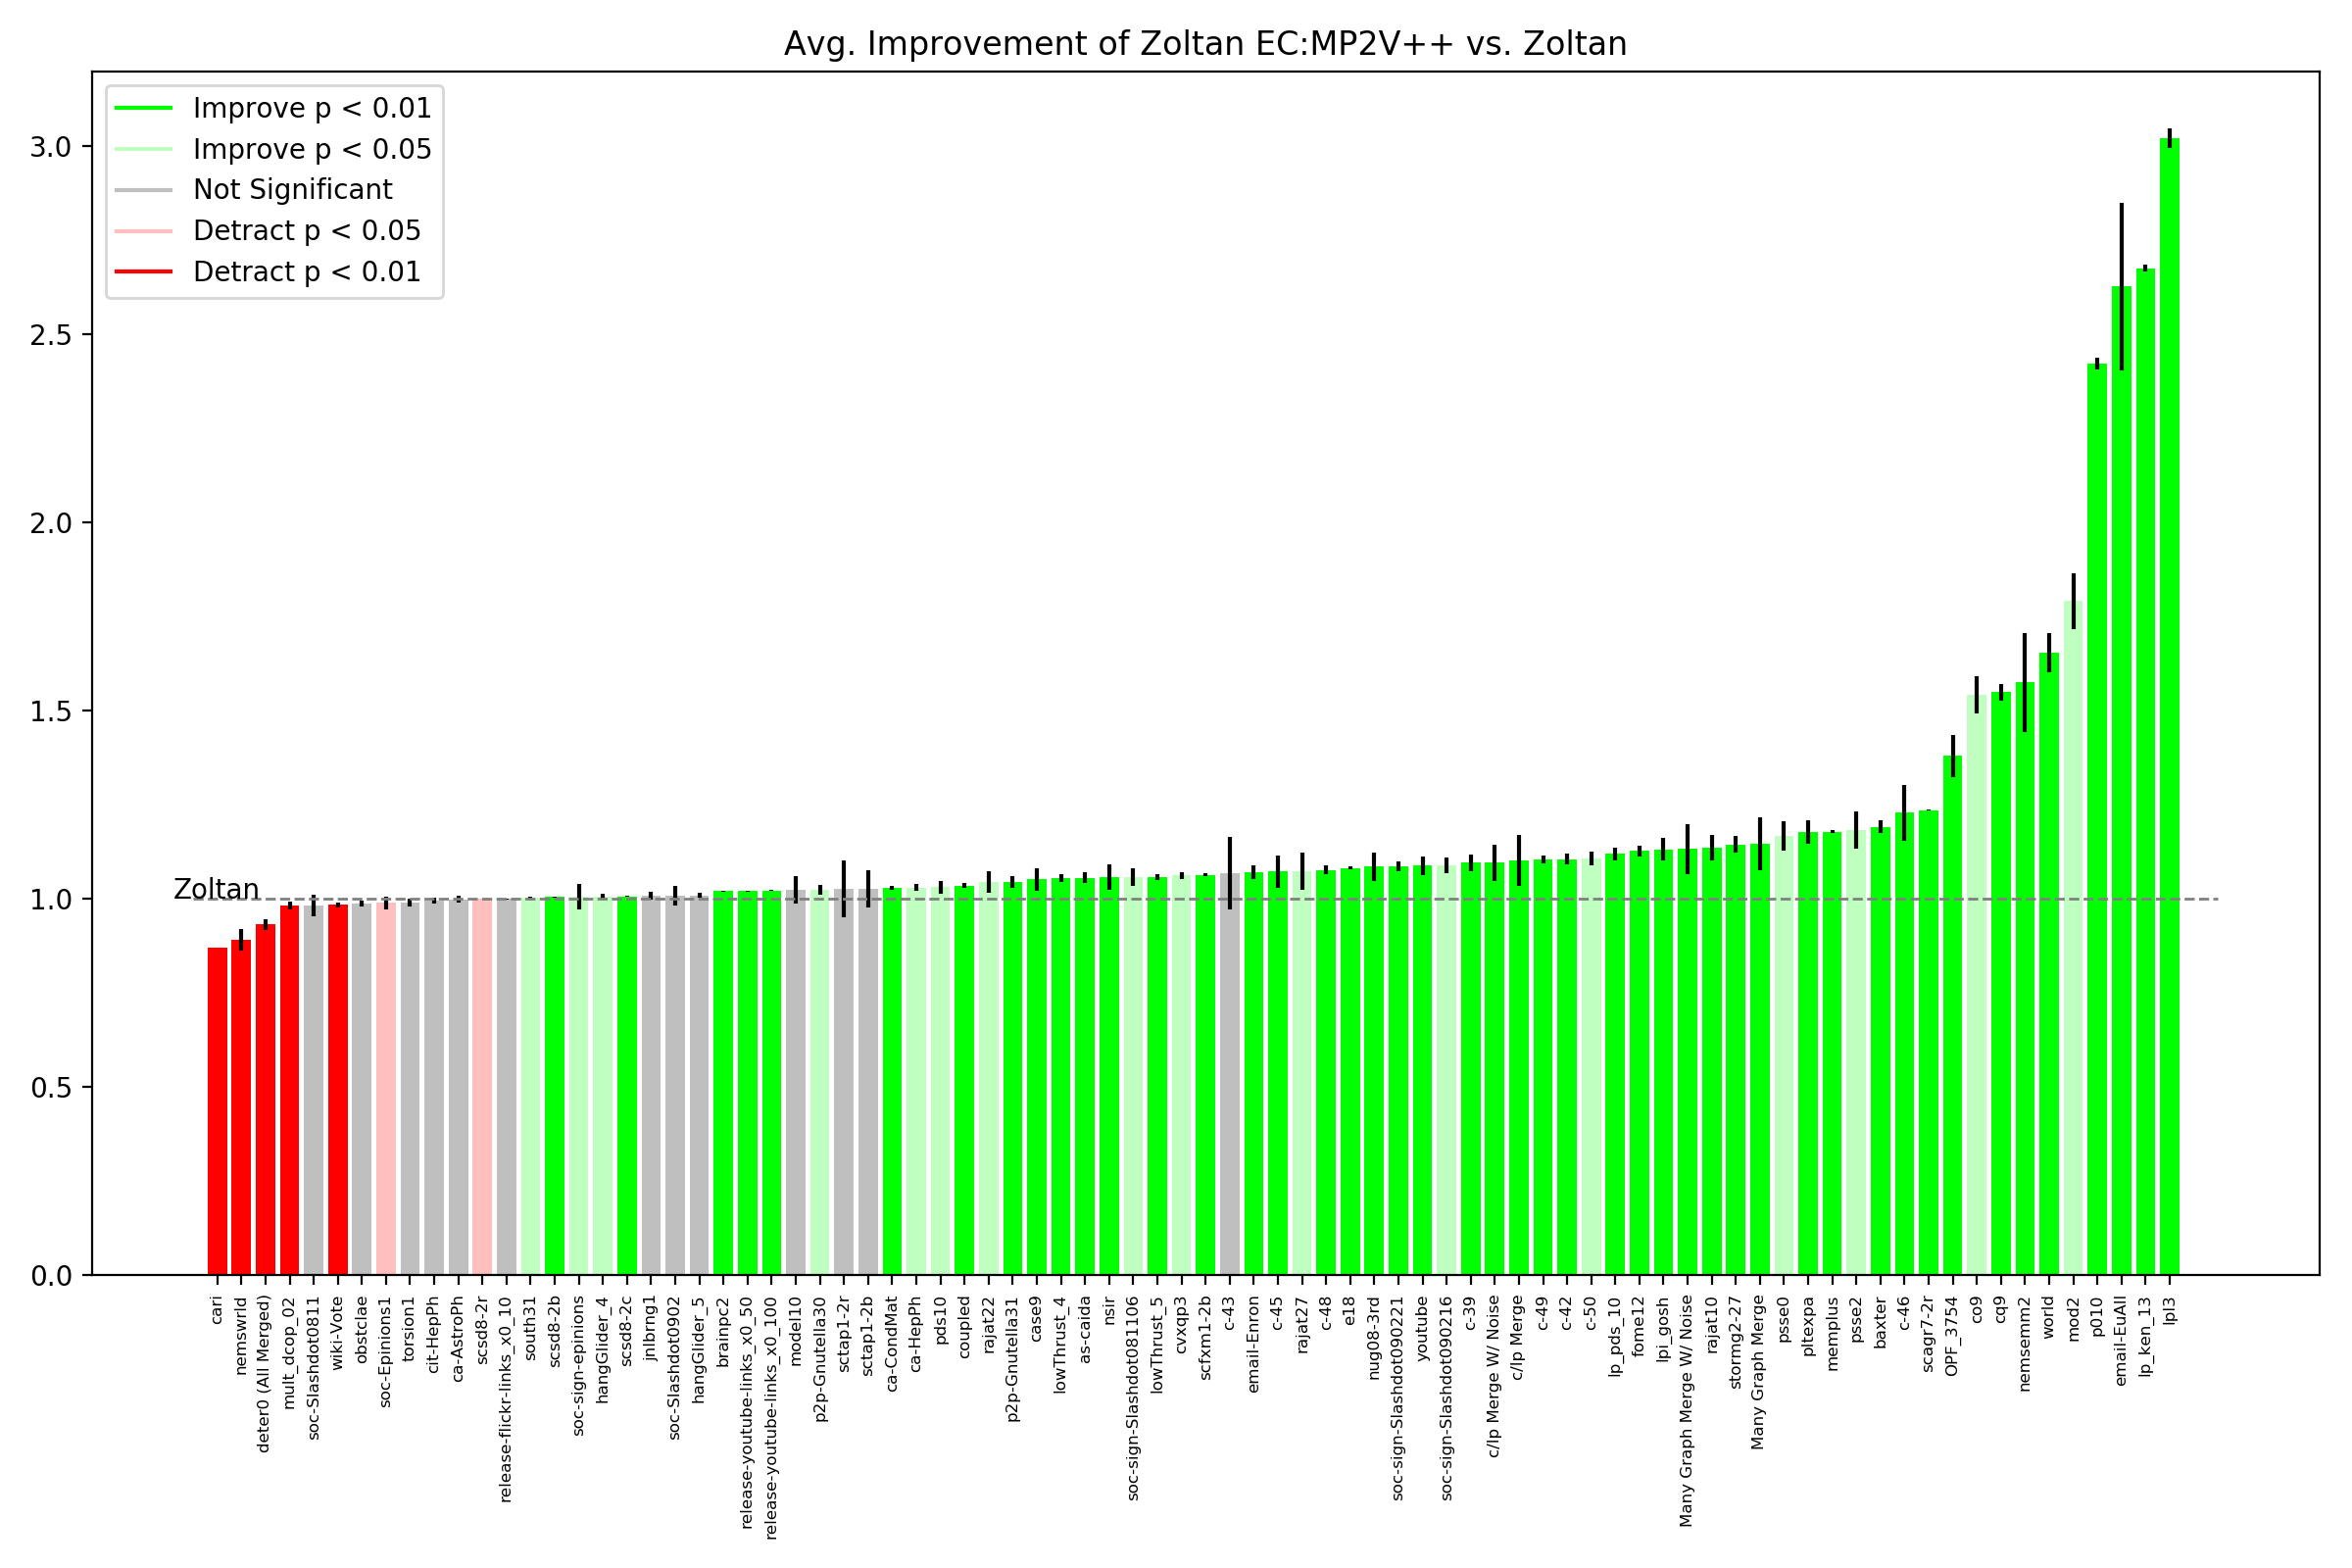 Avg. Improvement of Zoltan EC:MP2V++ vs. Zoltan
Improve p < 0.01
Improve p < 0.05
Not Significant
Detract p < 0.05
Detract p < 0.01
3.0
2.5
2.0
1.5
1.0
0.5
0.0
Zoltan
cari
nemswrld
deter0 (All Merged)
mult_dcop_02
soc-Slashdot0811
wiki-Vote
obstclae
soc-Epinions1
torsion1
cit-HepPh
ca-AstroPh
scsd8-2r
release-flickr-links_x0_10
south31
scsd8-2b
soc-sign-epinions
hangGlider_4
scsd8-2c
jnlbrng1
soc-Slashdot0902
hangGlider_5
brainpc2
release-youtube-links_x0_50
release-youtube-links_x0_100
model10
p2p-Gnutella30
sctap1-2r
sctap1-2b
ca-CondMat
ca-HepPh
pds10
coupled
rajat22
p2p-Gnutella31
case9
lowThrust_4
as-caida
nsir
soc-sign-Slashdot081106
lowThrust_5
cvxqp3
scfxm1-2b
c-43
email-Enron
c-45
rajat27
c-48
e18
nug08-3rd
soc-sign-Slashdot090221
youtube
soc-sign-Slashdot090216
c-39
c/lp Merge W/ Noise
c/lp Merge
c-49
c-42
c-50
lp_pds_10
fome12
lpi_gosh
Many Graph Merge W/ Noise
rajat10
stormg2-27
Many Graph Merge
psse0
pltexpa
memplus
psse2
baxter
c-46
scagr7-2r
OPF_3754
co9
cq9
nemsemm2
world
mod2
p010
email-EuAll
lp_ken_13
lpl3